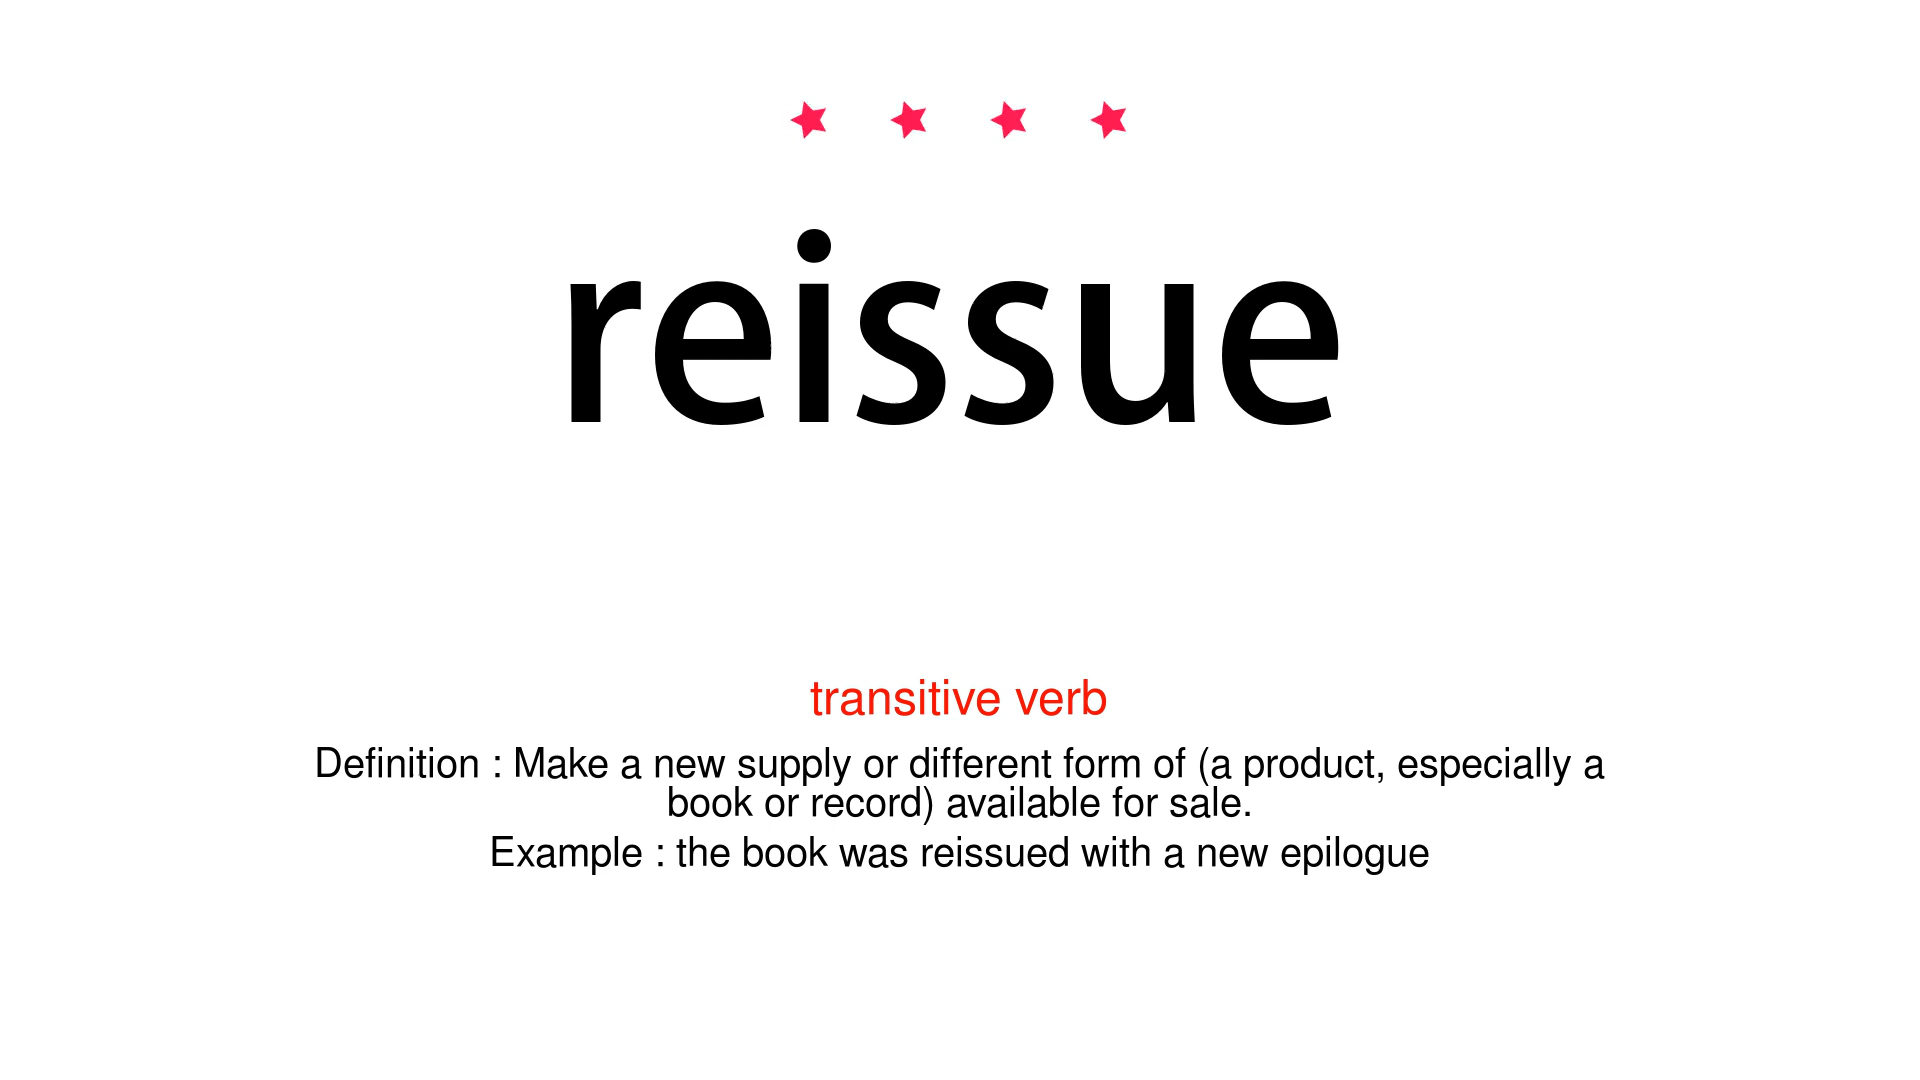 reissue
transitive verb
Definition : Make a new supply or different form of (a product, especially a
book or record) available for sale.
Example : the book was reissued with a new epilogue